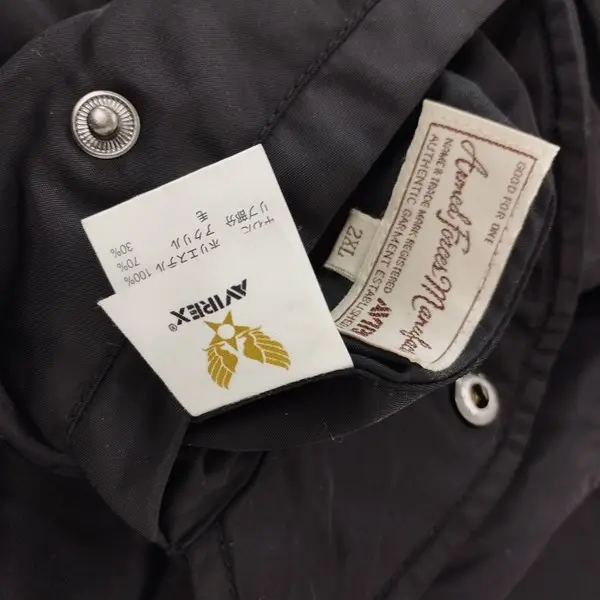 AVIREX®
ポリエステル 100%
リブ部分 アクリル 70%
毛 30%
2XL
GOOD FOR ONE
Armed Forces
NAME & TRADE MARK REGISTERED
AUTHENTIC GARMENT ESTABLISHED